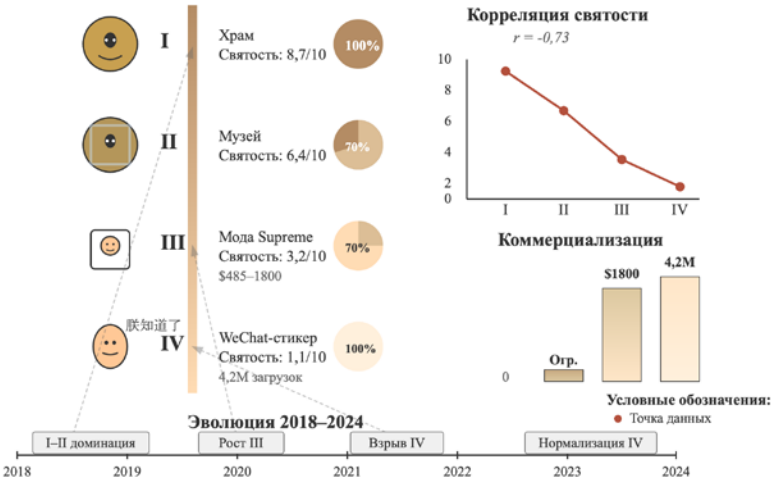 I
Храм
Святость: 8,7/10
100%
II
Музей
Святость: 6,4/10
70%
III
Мода Supreme
Святость: 3,2/10
$485–1800
70%
朕知道了
IV
WeChat-стикер
Святость: 1,1/10
4,2M загрузок
100%
Корреляция святости
r = -0,73
10
8
6
4
2
0
I II III IV
Коммерциализация
0
Огр.
$1800
4,2M
Условные обозначения:
Точка данных
Эволюция 2018–2024
I–II доминация
Рост III
Взрыв IV
Нормализация IV
2018 2019 2020 2021 2022 2023 2024